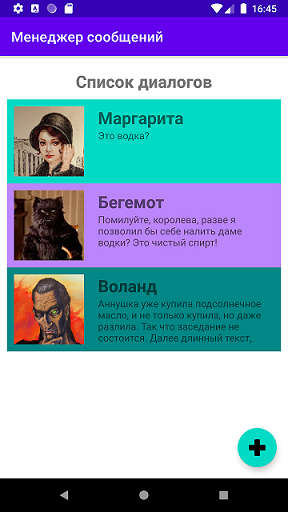 16:45
Менеджер сообщений
Список диалогов
Маргарита
Это водка?
Бегемот
Помилуйте, королева, разве я
позволил бы себе налить даме
водки? Это чистый спирт!
Воланд
Аннушка уже купила подсолнечное
масло, и не только купила, но даже
разлила. Так что заседание не
состоится. Далее длинный текст,